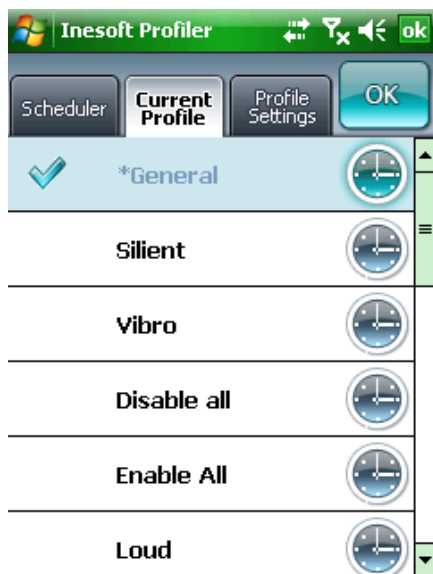 Inesoft Profiler
ok
Scheduler
Current
Profile
Profile
Settings
OK
*General
Silient
Vibro
Disable all
Enable All
Loud